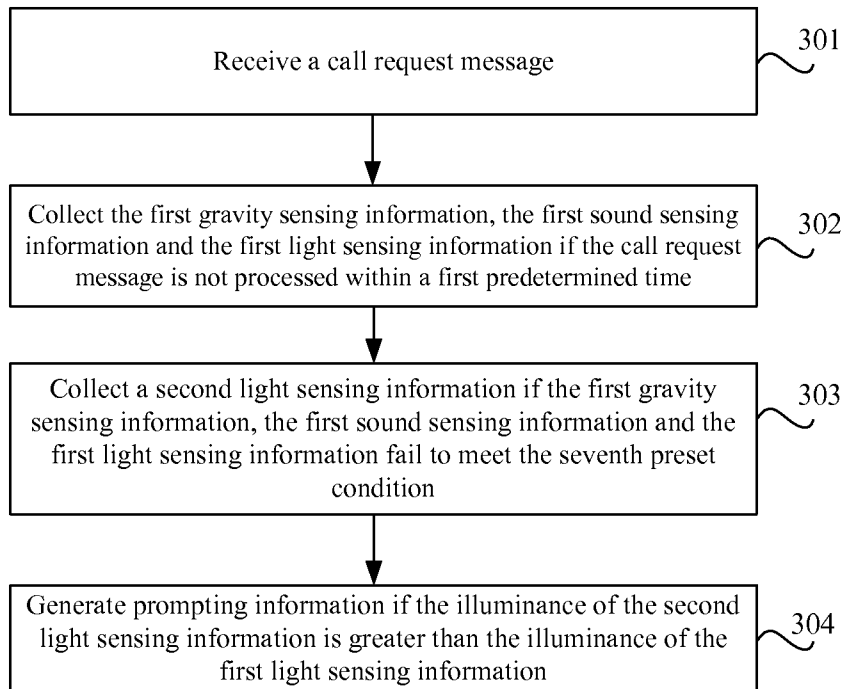 Receive a call request message
301
Collect the first gravity sensing information, the first sound sensing
information and the first light sensing information if the call request
message is not processed within a first predetermined time
302
Collect a second light sensing information if the first gravity
sensing information, the first sound sensing information and the
first light sensing information fail to meet the seventh preset
condition
303
Generate prompting information if the illuminance of the second
light sensing information is greater than the illuminance of the
first light sensing information
304